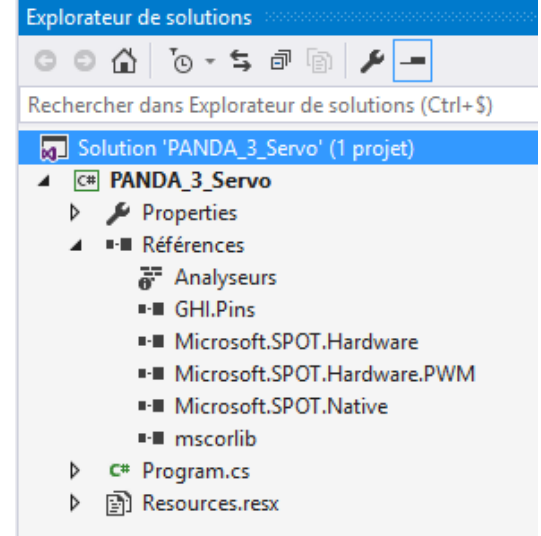 Explorateur de solutions
Rechercher dans Explorateur de solutions (Ctrl+$)
Solution 'PANDA_3_Servo' (1 projet)
C# PANDA_3_Servo
Properties
Références
Analyseurs
GHI.Pins
Microsoft.SPOT.Hardware
Microsoft.SPOT.Hardware.PWM
Microsoft.SPOT.Native
mscorlib
C# Program.cs
Resources.resx